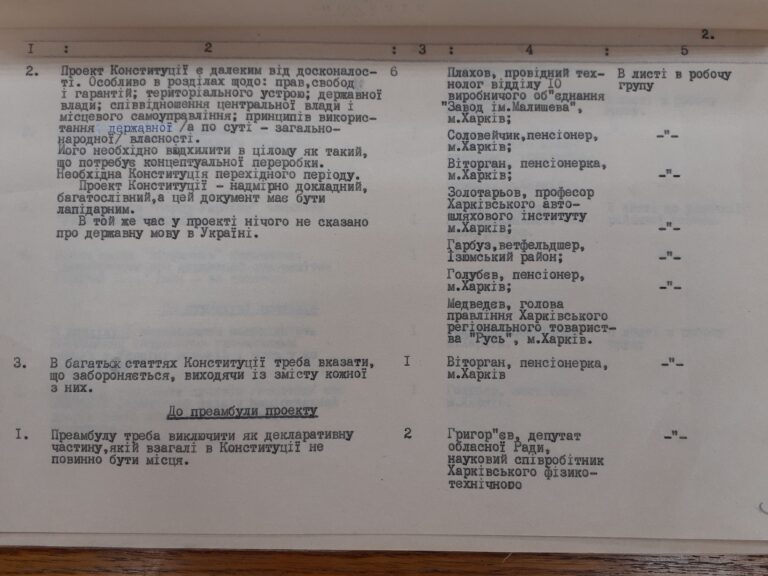 2.
I : 2 : 3 : 4 : 5
2. Проект Конституції є далеким від досконалос-
ті. Особливо в розділах щодо: прав,свобод
і гарантій; територіального устрою; державної
влади; співвідношення центральної влади і
місцевого самоуправління; принципів викорис-
тання державної /а по суті - загально-
народної/ власності.
Його необхідно відхилити в цілому як такий,
що потребує концептуальної переробки.
Необхідна Конституція перехідного періоду.
Проект Конституції - надмірно докладний,
багатослівний,а цей документ має бути
лапідарним.
В той же час у проекті нічого не сказано
про державну мову в Україні.
6
Плахов, провідний тех-
нолог відділу ІО
виробничого об"єднання
"Завод ім.Малишева",
м.Харків;
В листі в робочу
групу
Соловейчик,пенсіонер,
м.Харків;
-"-
Віторган, пенсіонерка,
м.Харків;
-"-
Золотарьов, професор
Харківського авто-
шляхового інституту
м.Харків;
-"-
Гарбуз,ветфельдшер,
Ізюмський район;
-"-
Голубєв, пенсіонер,
м.Харків;
-"-
Медведєв, голова
правління Харківського
регіонального товарист-
ва "Русь", м.Харків.
3. В багатьох статтях Конституції треба вказати,
що забороняється, виходячи із змісту кожної
з них.
I
Віторган, пенсіонерка,
м.Харків
-"-
До преамбули проекту
I. Преамбулу треба виключити як декларативну
частину,якій взагалі в Конституції не
повинно бути місця.
2
Григор"єв, депутат
обласної Ради,
науковий співробітник
Харківського фізико-
технічного
-"-